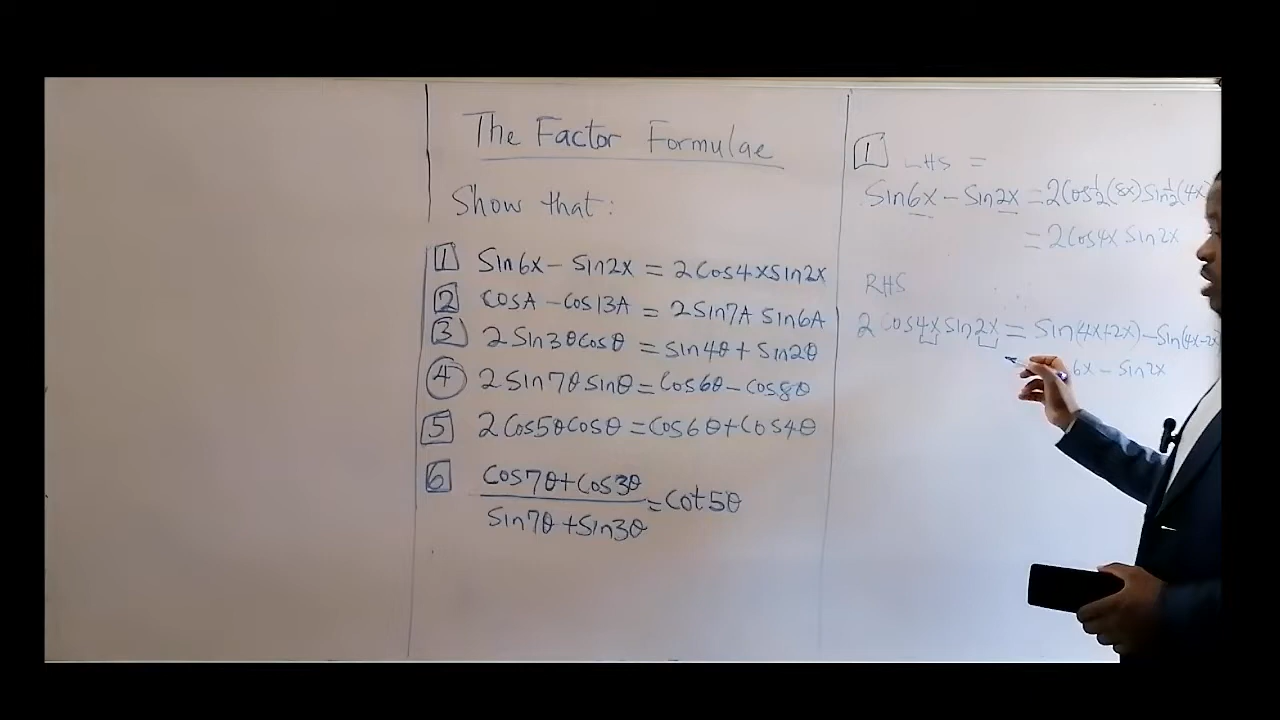 The Factor Formulae
Show that:
1 Sin6x - Sin2x = 2Cos4xSin2x
2 CosA - Cos13A = 2Sin7A Sin6A
3 2Sin3θCosθ = Sin4θ + Sin2θ
4 2Sin7θSinθ = Cos6θ - Cos8θ
5 2Cos5θCosθ = Cos6θ + Cos4θ
6 Cos7θ + Cos3θ
Sin7θ + Sin3θ = Cot5θ
1 LHS =
Sin6x - Sin2x = 2Cos½(8x)Sin½(4x
= 2Cos4x Sin2x
RHS
2 Cos4x Sin2x = Sin(4x+2x) - Sin(4x-2x
6x - Sin2x